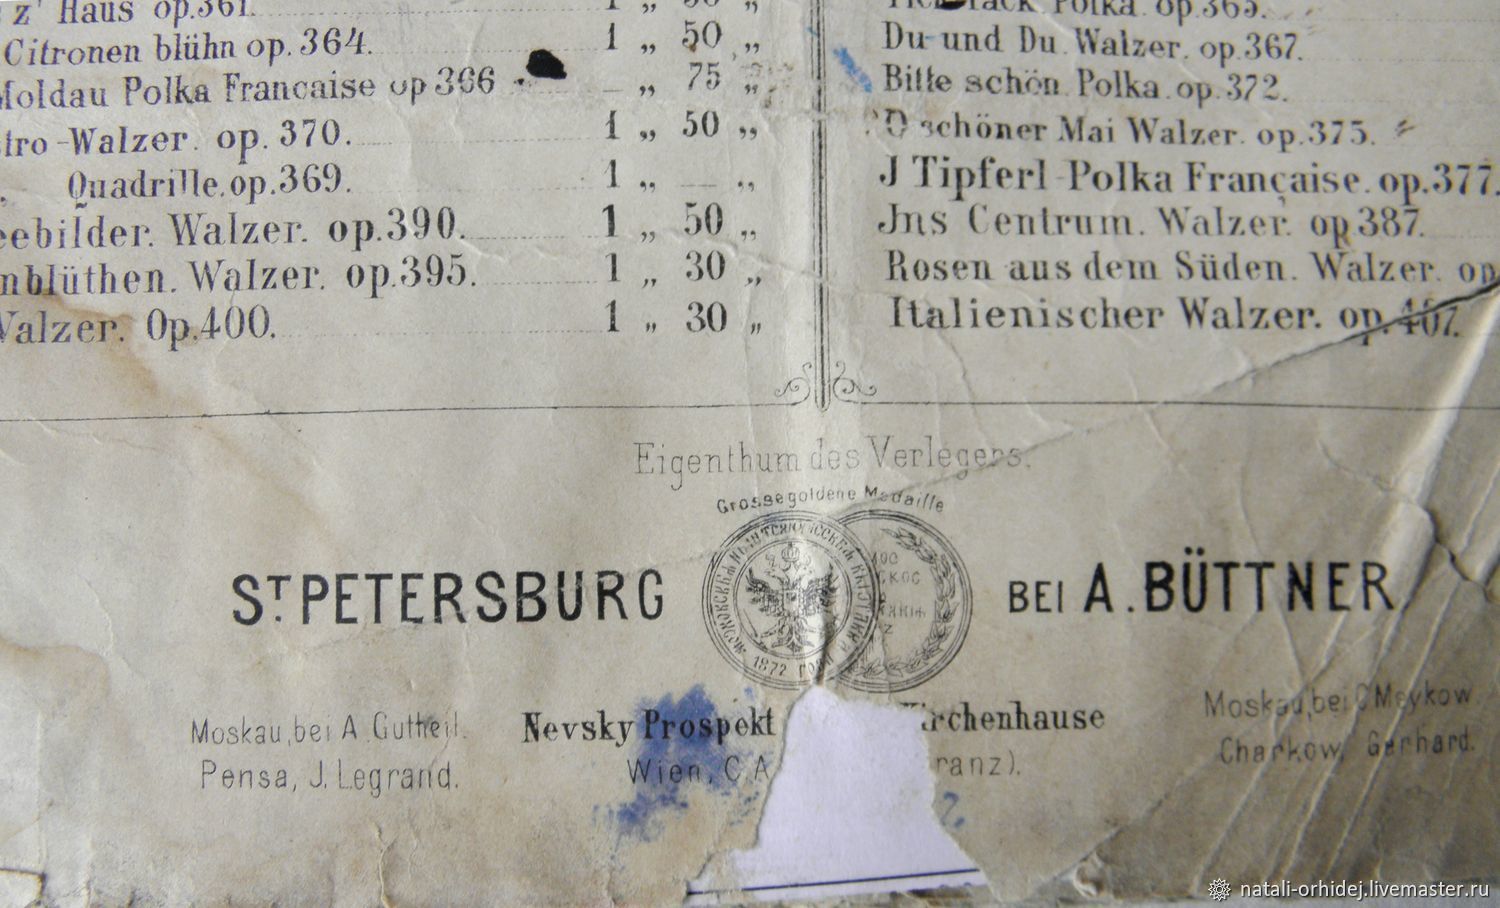 z' Haus op.361.
Citronen blühn op.364. 1 „ 50 „
Moldau Polka Francaise op 366 „ 75 „
tro-Walzer. op. 370. 1 „ 50 „
Quadrille. op.369. 1 „ — „
eebilder. Walzer. op.390. 1 „ 50 „
nblüthen. Walzer. op.395. 1 „ 30 „
Walzer. Op.400. 1 „ 30 „
Polka op.365.
Du und Du Walzer. op.367.
Bitte schön Polka. op.372.
'D schöner Mai Walzer. op.375.
J Tipferl Polka Française. op.377.
Jns Centrum. Walzer. op.387.
Rosen aus dem Süden. Walzer. op
Italienischer Walzer. op.407.
Eigenthum des Verlegers.
Grosse goldene Medaille
1872
ST. PETERSBURG BEI A. BÜTTNER
Moskau, bei A. Gutheil.
Pensa, J. Legrand.
Nevsky Prospekt irchenhause
Wien, C A ranz).
Moskau, bei C Meykow
Charkow, Gerhard.
natali-orhidej.livemaster.ru